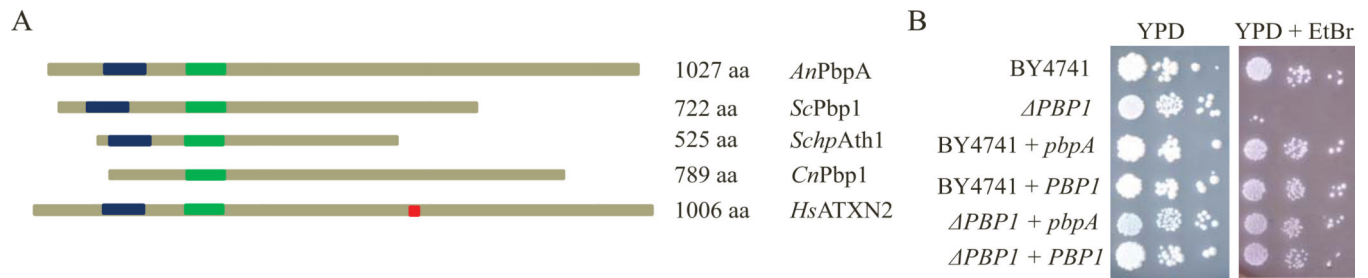 A
1027 aa AnPbpA
722 aa ScPbp1
525 aa SchpAth1
789 aa CnPbp1
1006 aa HsATXN2
B
YPD YPD + EtBr
BY4741
ΔPBP1
BY4741 + pbpA
BY4741 + PBP1
ΔPBP1 + pbpA
ΔPBP1 + PBP1